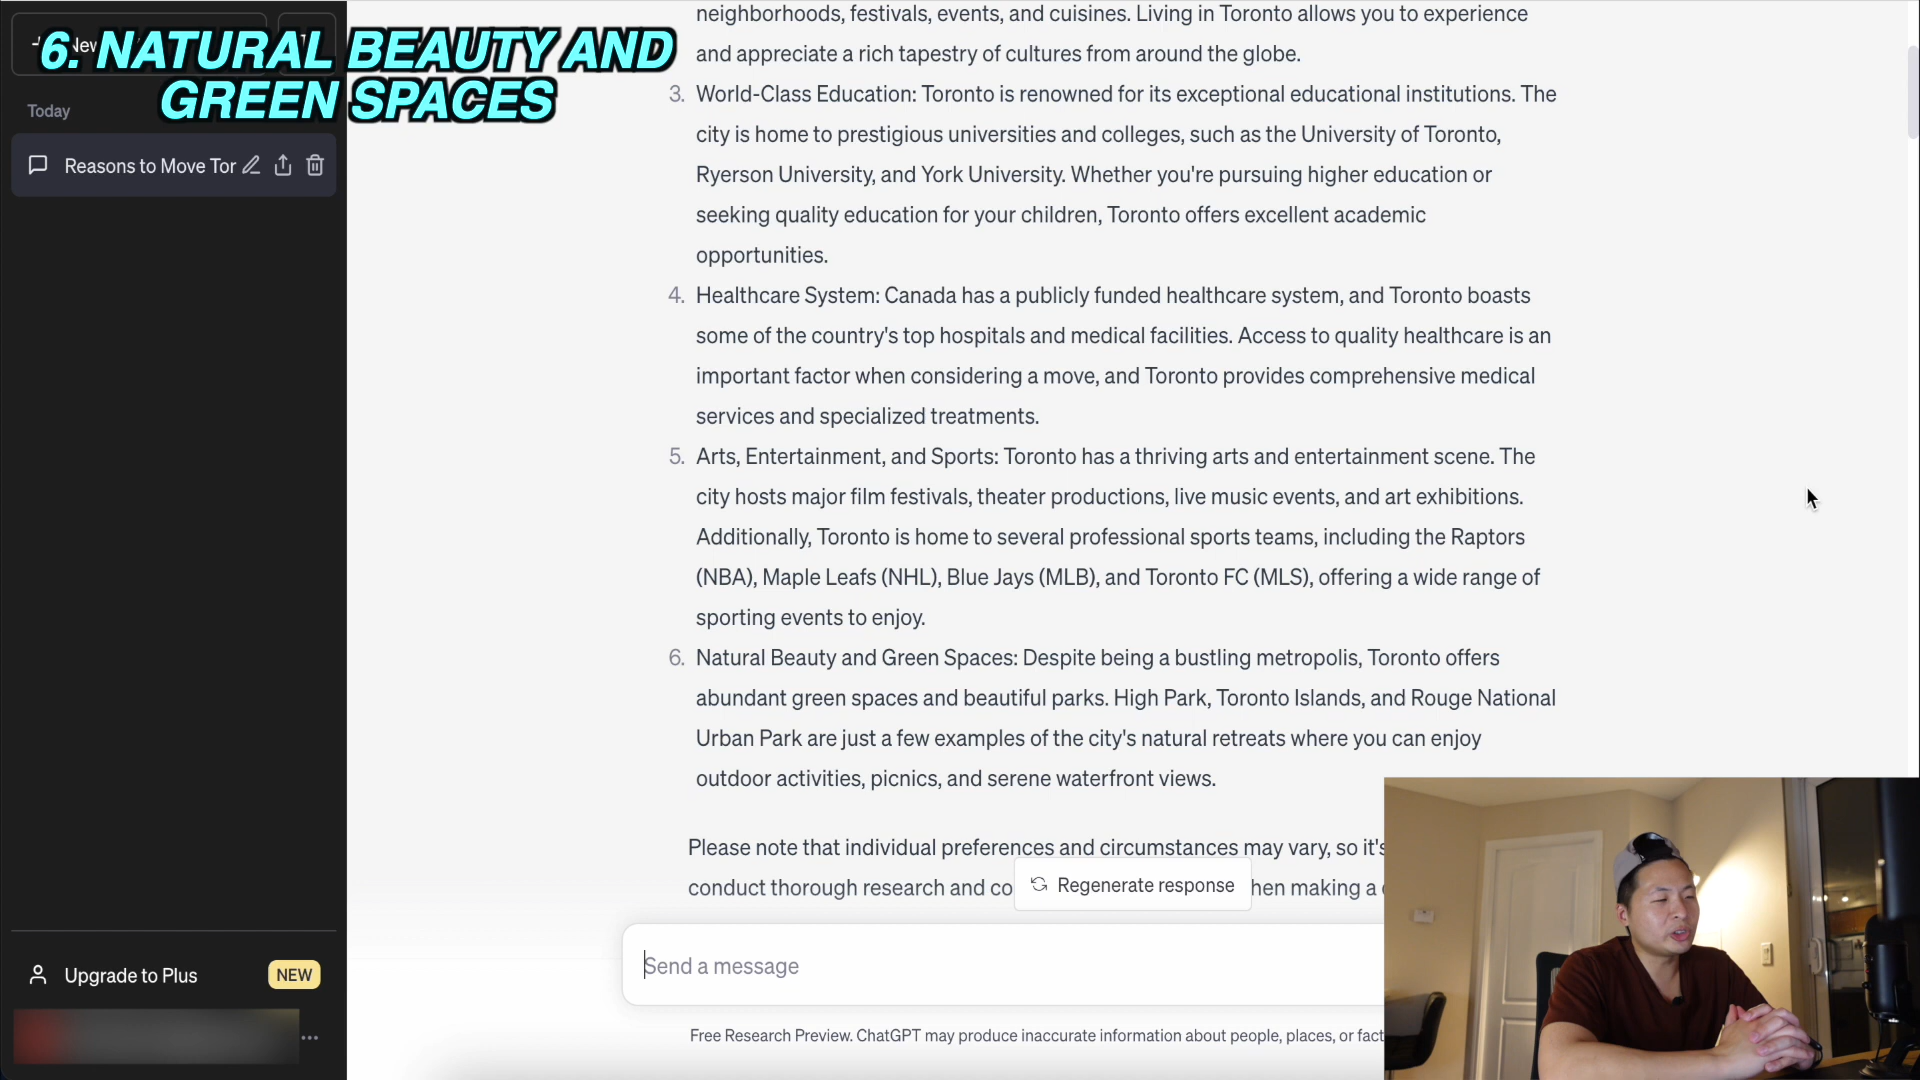 6. NATURAL BEAUTY AND
GREEN SPACES
Today
Reasons to Move Tor
Upgrade to Plus
NEW
neighborhoods, festivals, events, and cuisines. Living in Toronto allows you to experience
and appreciate a rich tapestry of cultures from around the globe.
3. World-Class Education: Toronto is renowned for its exceptional educational institutions. The
city is home to prestigious universities and colleges, such as the University of Toronto,
Ryerson University, and York University. Whether you're pursuing higher education or
seeking quality education for your children, Toronto offers excellent academic
opportunities.
4. Healthcare System: Canada has a publicly funded healthcare system, and Toronto boasts
some of the country's top hospitals and medical facilities. Access to quality healthcare is an
important factor when considering a move, and Toronto provides comprehensive medical
services and specialized treatments.
5. Arts, Entertainment, and Sports: Toronto has a thriving arts and entertainment scene. The
city hosts major film festivals, theater productions, live music events, and art exhibitions.
Additionally, Toronto is home to several professional sports teams, including the Raptors
(NBA), Maple Leafs (NHL), Blue Jays (MLB), and Toronto FC (MLS), offering a wide range of
sporting events to enjoy.
6. Natural Beauty and Green Spaces: Despite being a bustling metropolis, Toronto offers
abundant green spaces and beautiful parks. High Park, Toronto Islands, and Rouge National
Urban Park are just a few examples of the city's natural retreats where you can enjoy
outdoor activities, picnics, and serene waterfront views.
Please note that individual preferences and circumstances may vary, so it's
conduct thorough research and co hen making a
Regenerate response
Send a message
Free Research Preview. ChatGPT may produce inaccurate information about people, places, or fact